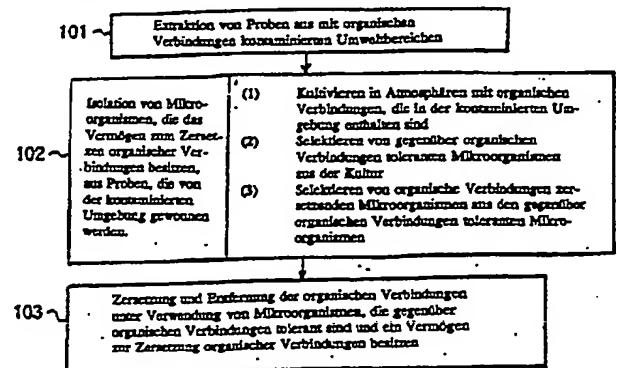 101
Extraktion von Proben aus mit organischen
Verbindungen kontaminierten Umweltbereichen
102
Isolation von Mikro-
organismen, die das
Vermögen zum Zerset-
zen organischer Ver-
bindungen besitzen,
aus Proben, die von
der kontaminierten
Umgebung gewonnen
werden.
(1) Kultivieren in Atmosphären mit organischen
Verbindungen, die in der kontaminierten Um-
gebung enthalten sind
(2) Selektieren von gegenüber organischen
Verbindungen toleranten Mikroorganismen
aus der Kultur
(3) Selektieren von organische Verbindungen zer-
setzenden Mikroorganismen aus den gegenüber
organischen Verbindungen toleranten Mikro-
organismen
103
Zersetzung und Entfernung der organischen Verbindungen
unter Verwendung von Mikroorganismen, die gegenüber
organischen Verbindungen tolerant sind und ein Vermögen
zur Zersetzung organischer Verbindungen besitzen